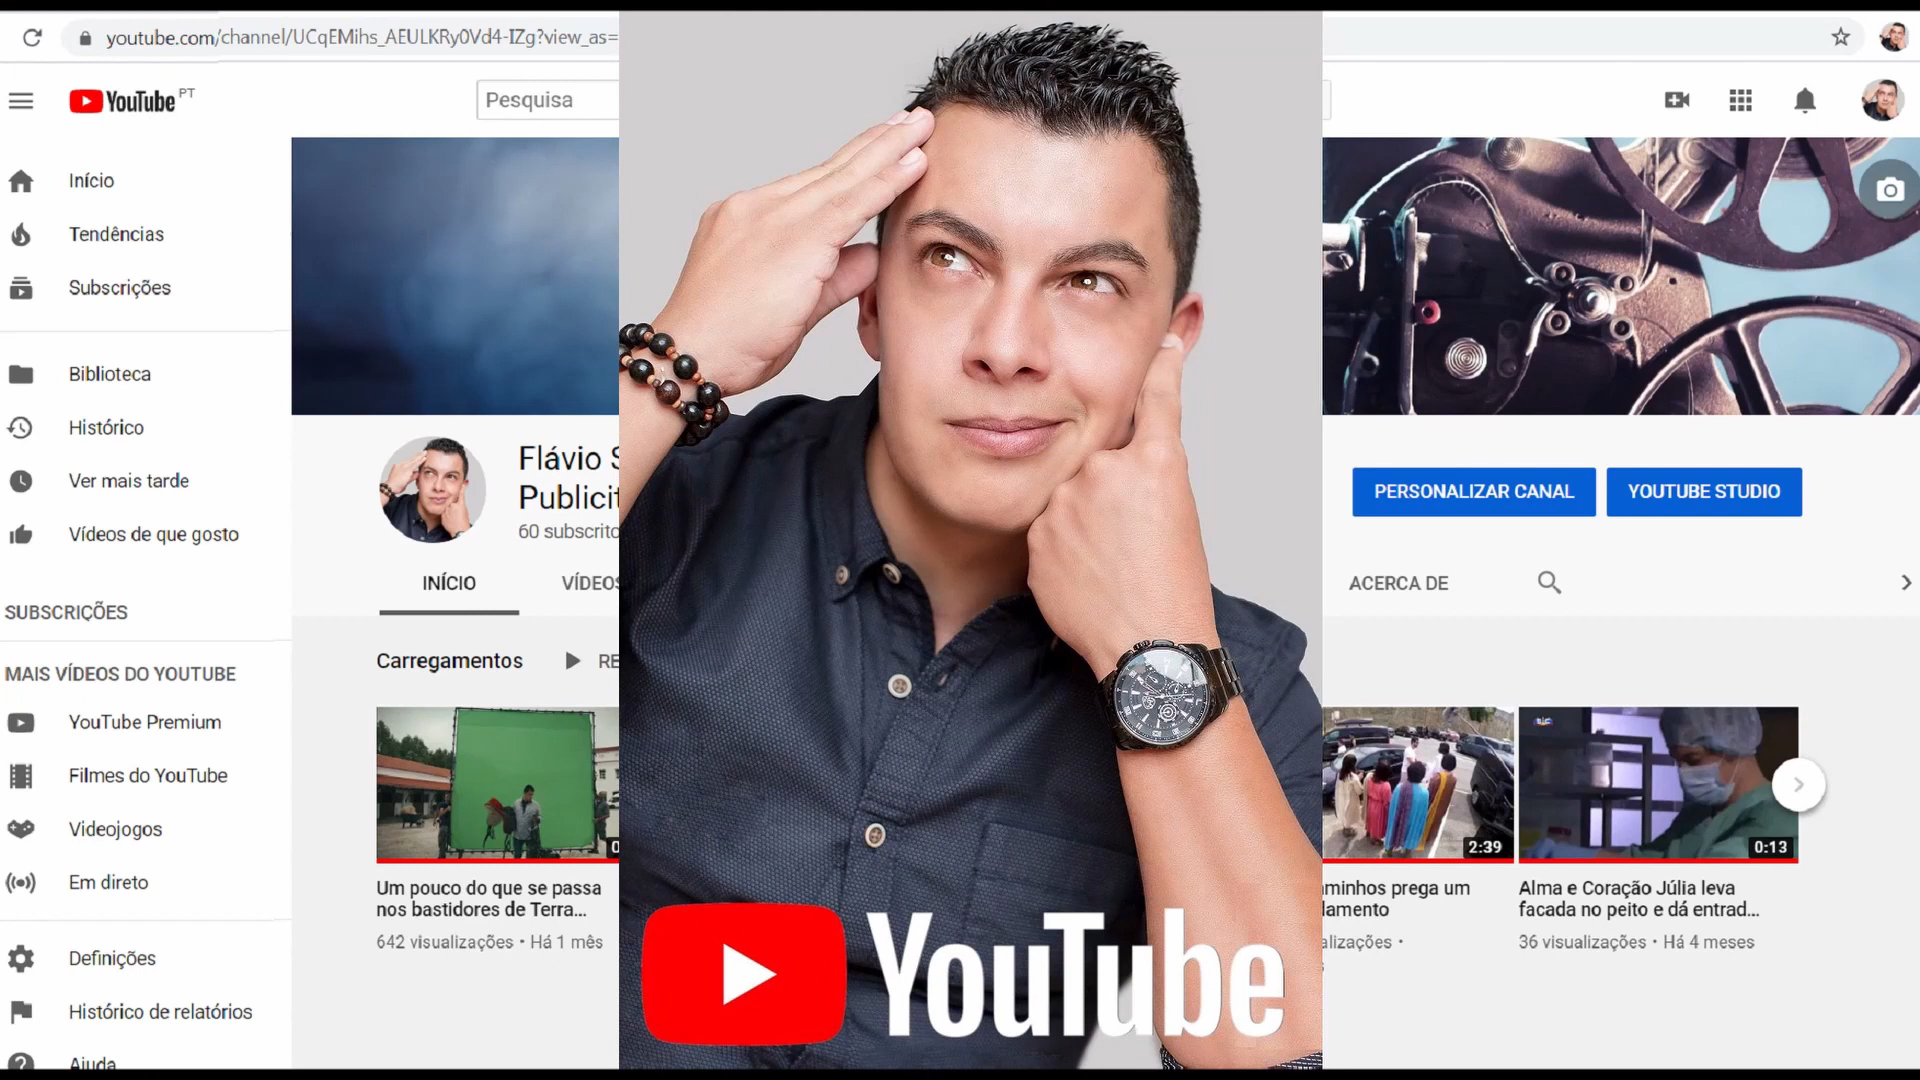 youtube.com/channel/UCqEMihs_AEULKRy0Vd4-IZg?view_as=
YouTube PT
Pesquisa
Início
Tendências
Subscrições
Biblioteca
Histórico
Ver mais tarde
Vídeos de que gosto
SUBSCRIÇÕES
MAIS VÍDEOS DO YOUTUBE
YouTube Premium
Filmes do YouTube
Videojogos
Em direto
Definições
Histórico de relatórios
Ajuda
Flávio S
Publicit
60 subscrito
PERSONALIZAR CANAL
YOUTUBE STUDIO
INÍCIO
VÍDEOS
ACERCA DE
Carregamentos
RE
0
2:39
0:13
Um pouco do que se passa
nos bastidores de Terra...
642 visualizações • Há 1 mês
aminhos prega um
lamento
alizações •
s
Alma e Coração Júlia leva
facada no peito e dá entrad...
36 visualizações • Há 4 meses
YouTube